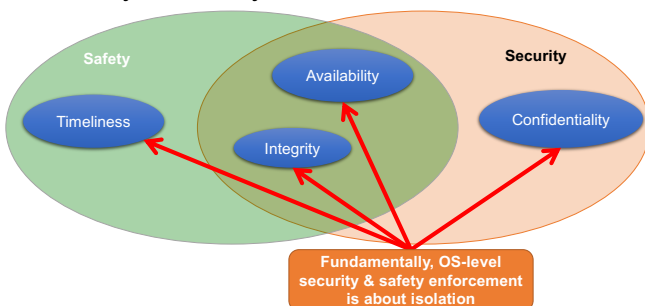 Safety
Security
Availability
Timeliness
Confidentiality
Integrity
Fundamentally, OS-level
security & safety enforcement
is about isolation